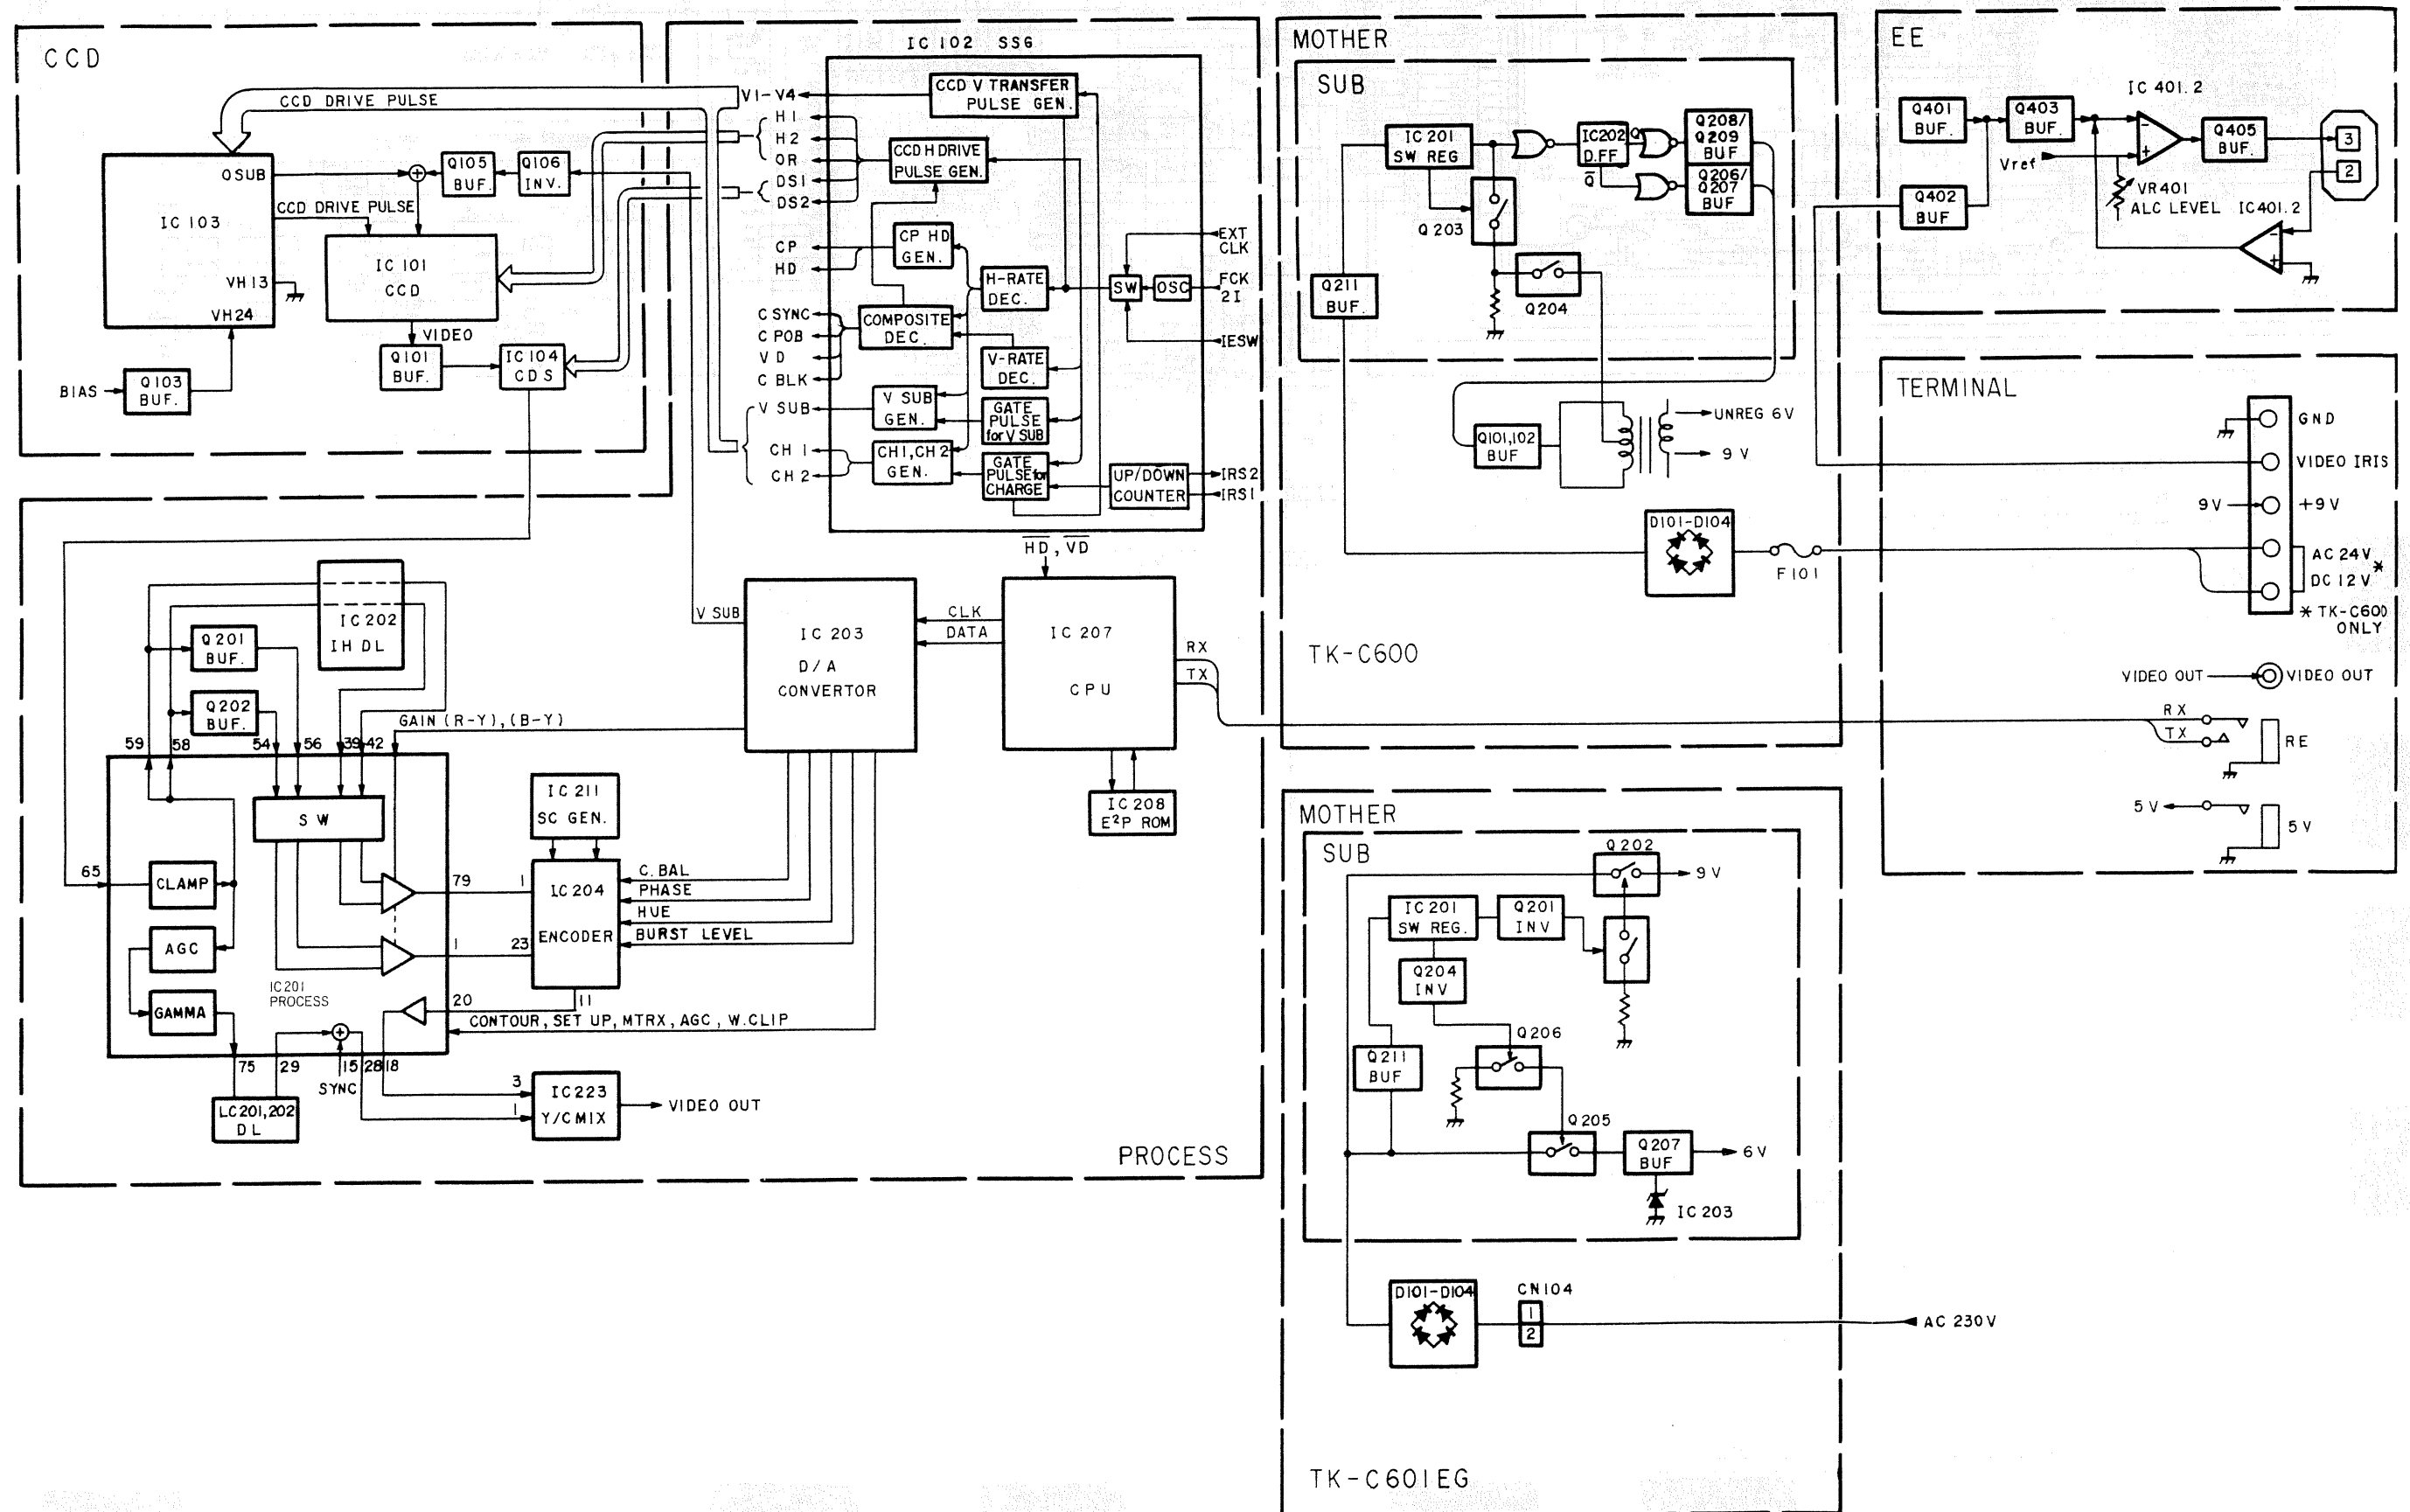 CCD
CCD DRIVE PULSE
OSUB
Q105
BUF.
Q106
INV.
IC 103
CCD DRIVE PULSE
IC 101
CCD
VH 13
VH24
VIDEO
Q101
BUF.
IC 104
CDS
BIAS
Q103
BUF.
IC 102 SSG
V1-V4
H 1
H 2
OR
DS1
DS2
CP
HD
C SYNC
C POB
V D
C BLK
V SUB
CH 1
CH 2
CCD V TRANSFER
PULSE GEN.
CCD H DRIVE
PULSE GEN.
CP HD
GEN.
H-RATE
DEC.
COMPOSITE
DEC.
V-RATE
DEC.
V SUB
GEN.
GATE
PULSE
for V SUB
CH1, CH2
GEN.
GATE
PULSE for
CHARGE
SW
OSC
EXT
CLK
FCK
2I
IESW
UP/DOWN
COUNTER
IRS2
IRS1
HD, VD
IC 202
IH DL
Q201
BUF.
Q202
BUF.
59
58
54
56
39
42
GAIN (R-Y), (B-Y)
V SUB
IC 203
D/A
CONVERTOR
CLK
DATA
IC 207
CPU
RX
TX
IC 208
E²P ROM
SW
65
CLAMP
AGC
GAMMA
IC201
PROCESS
79
1
1
23
20
11
IC 211
SC GEN.
IC 204
ENCODER
C. BAL
PHASE
HUE
BURST LEVEL
CONTOUR, SET UP, MTRX, AGC, W.CLIP
75
29
15
28
18
SYNC
LC201,202
DL
3
1
IC223
Y/C MIX
VIDEO OUT
PROCESS
MOTHER
SUB
IC 201
SW REG
IC202
D.FF
Q
Q̅
Q208/
Q209
BUF
Q206/
Q207
BUF
Q203
Q204
Q211
BUF.
Q101,102
BUF
UNREG 6V
9 V
D101-D104
F101
TK-C600
MOTHER
SUB
Q202
9 V
IC 201
SW REG.
Q201
INV
Q204
INV
Q206
Q211
BUF
Q205
Q207
BUF
6 V
IC 203
D101-D104
CN104
1
2
AC 230V
TK-C601EG
EE
IC 401.2
Q401
BUF.
Q403
BUF.
Q405
BUF.
-
+
3
2
Vref
Q402
BUF
VR401
ALC LEVEL
IC401.2
-
+
TERMINAL
GND
VIDEO IRIS
9 V
+9V
AC 24V
DC 12V
*
* TK-C600
ONLY
VIDEO OUT
VIDEO OUT
RX
TX
RE
5 V
5 V